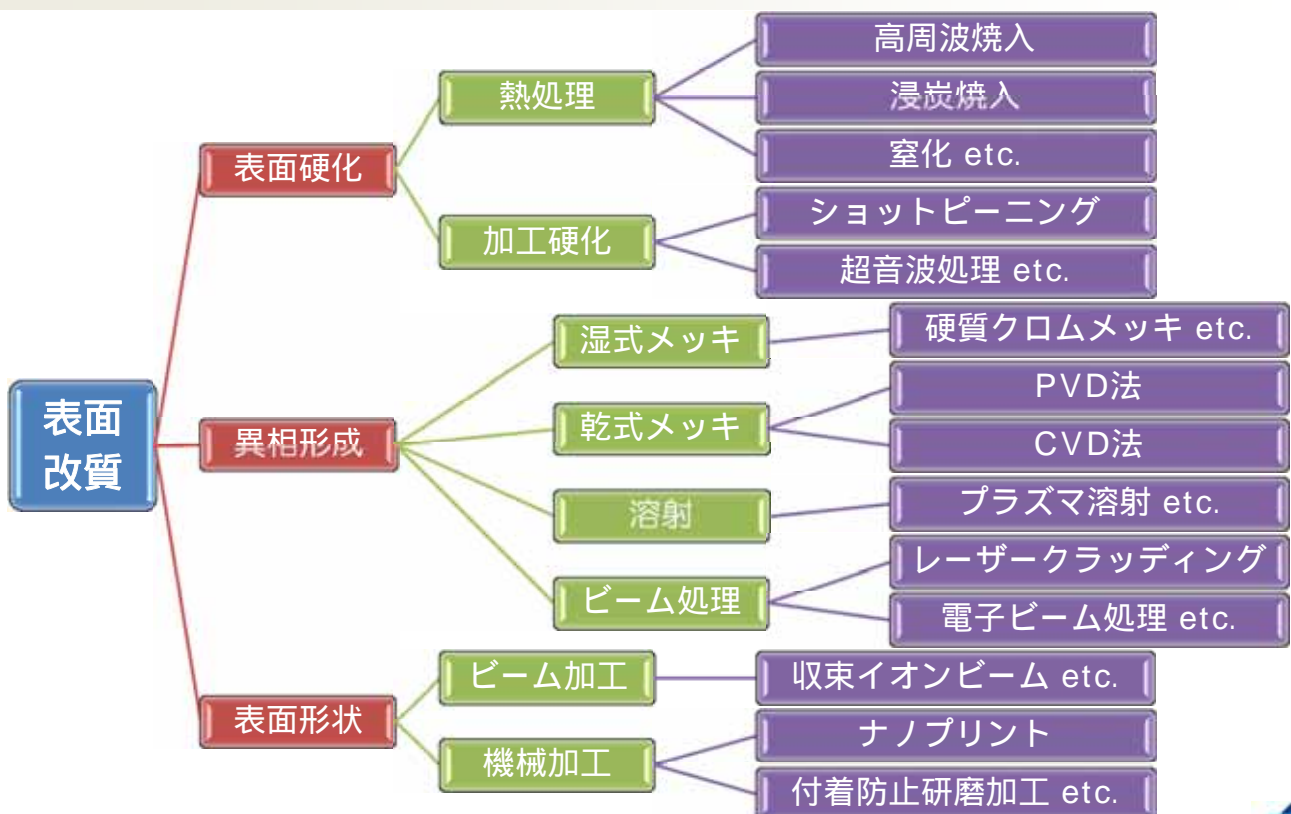 表面
改質
表面硬化
熱処理
高周波焼入
浸炭焼入
窒化 etc.
加工硬化
ショットピーニング
超音波処理 etc.
異相形成
湿式メッキ
硬質クロムメッキ etc.
乾式メッキ
PVD法
CVD法
溶射
プラズマ溶射 etc.
ビーム処理
レーザークラッディング
電子ビーム処理 etc.
表面形状
ビーム加工
収束イオンビーム etc.
機械加工
ナノプリント
付着防止研磨加工 etc.